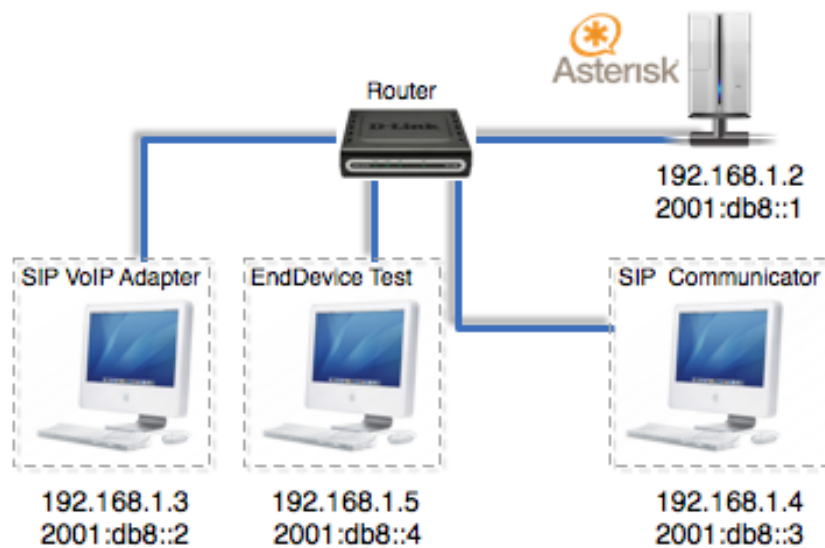 Asterisk
Router
D-Link
192.168.1.2
2001:db8::1
SIP VoIP Adapter
EndDevice Test
SIP Communicator
192.168.1.3
2001:db8::2
192.168.1.5
2001:db8::4
192.168.1.4
2001:db8::3